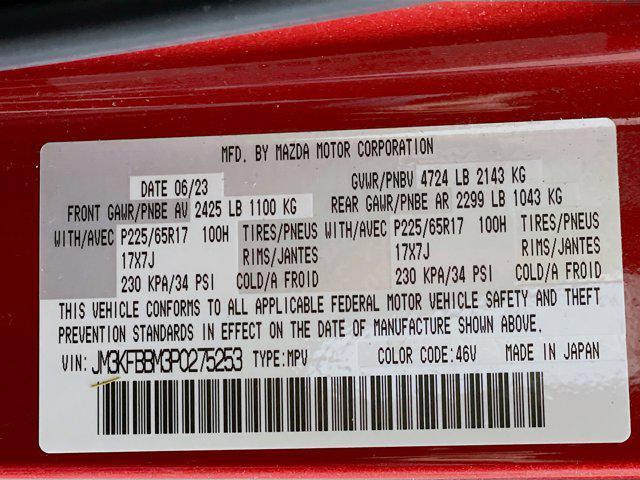 MFD. BY MAZDA MOTOR CORPORATION
DATE 06/23 GVWR/PNBV 4724 LB 2143 KG
FRONT GAWR/PNBE AV 2425 LB 1100 KG REAR GAWR/PNBE AR 2299 LB 1043 KG
WITH/AVEC P225/65R17 100H TIRES/PNEUS WITH/AVEC P225/65R17 100H TIRES/PNEUS
17X7J RIMS/JANTES 17X7J RIMS/JANTES
230 KPA/34 PSI COLD/A FROID 230 KPA/34 PSI COLD/A FROID
THIS VEHICLE CONFORMS TO ALL APPLICABLE FEDERAL MOTOR VEHICLE SAFETY AND THEFT
PREVENTION STANDARDS IN EFFECT ON THE DATE OF MANUFACTURE SHOWN ABOVE.
VIN: JM3KFBBM3P0275253 TYPE:MPV COLOR CODE:46V MADE IN JAPAN